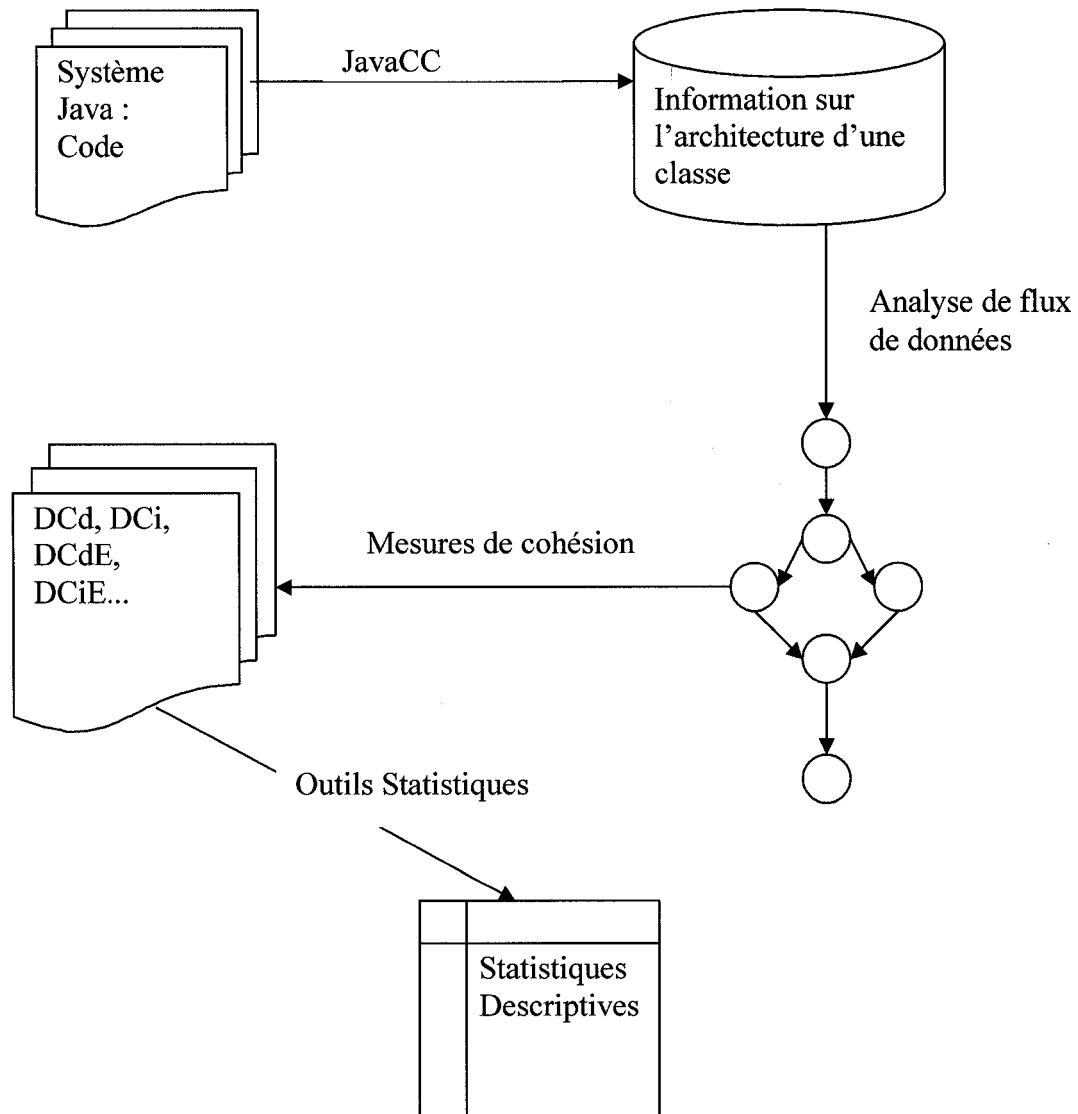 Système
Java :
Code
JavaCC
Information sur
l'architecture d'une
classe
Analyse de flux
de données
DCd, DCi,
DCdE,
DCiE...
Mesures de cohésion
Outils Statistiques
Statistiques
Descriptives